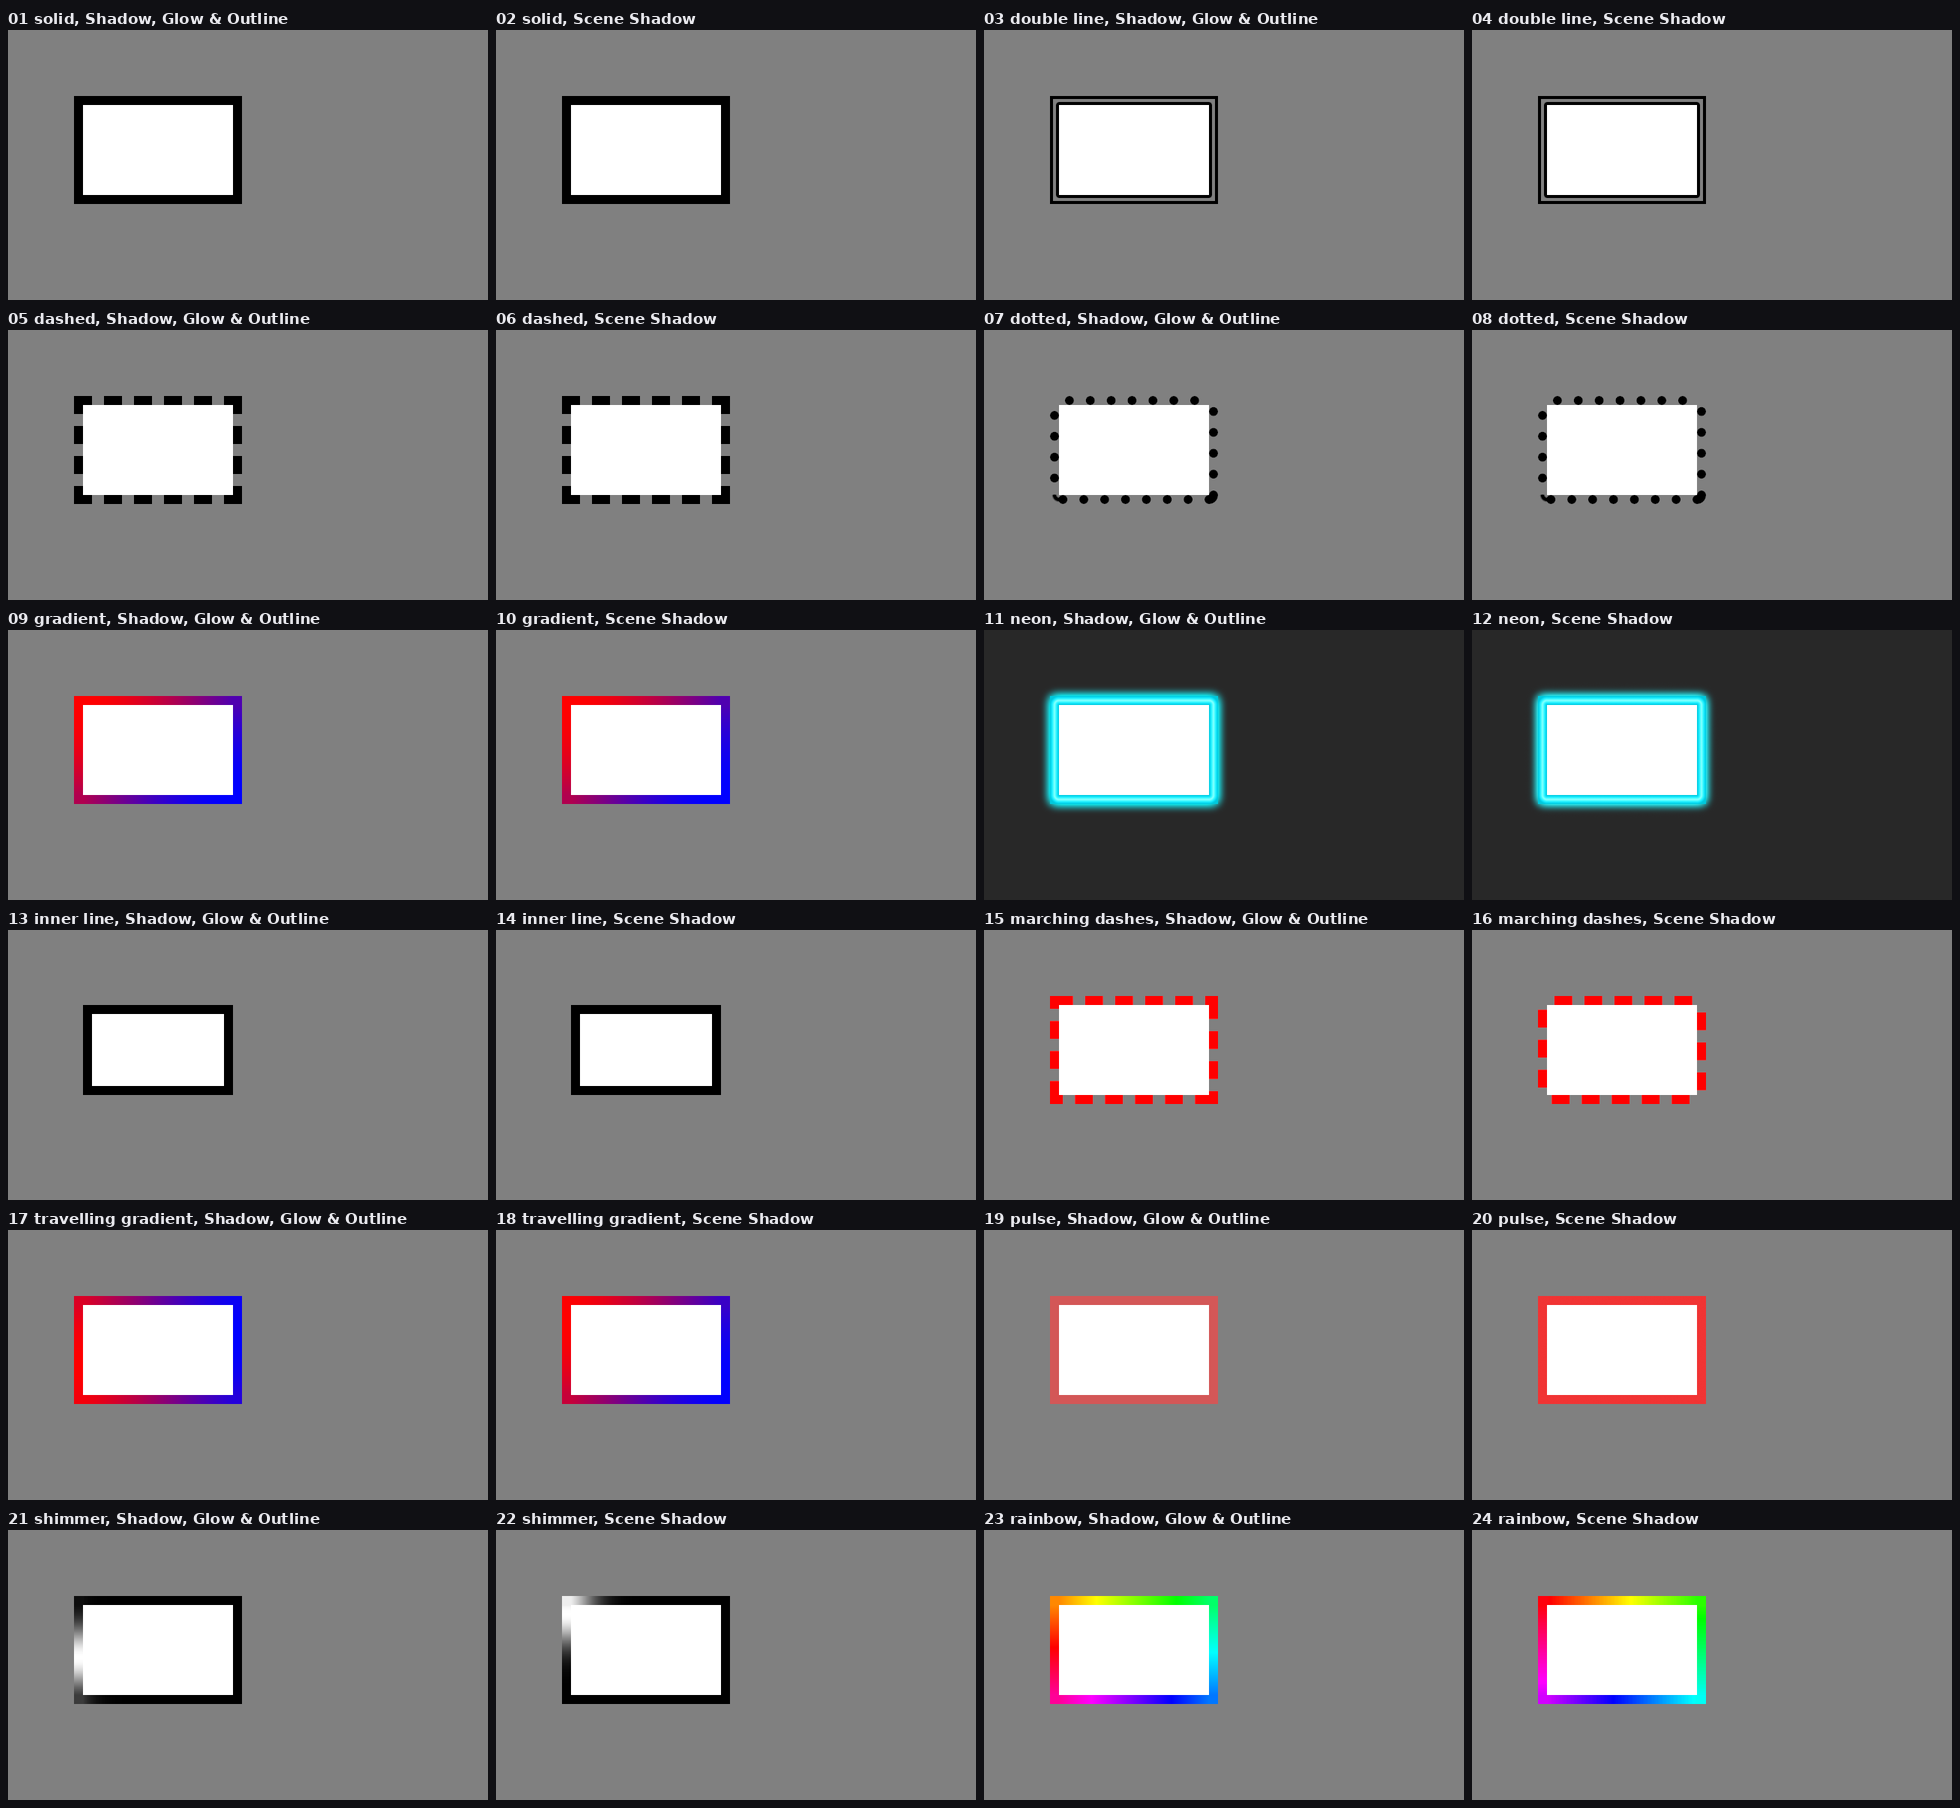 01 solid, Shadow, Glow & Outline
02 solid, Scene Shadow
03 double line, Shadow, Glow & Outline
04 double line, Scene Shadow
05 dashed, Shadow, Glow & Outline
06 dashed, Scene Shadow
07 dotted, Shadow, Glow & Outline
08 dotted, Scene Shadow
09 gradient, Shadow, Glow & Outline
10 gradient, Scene Shadow
11 neon, Shadow, Glow & Outline
12 neon, Scene Shadow
13 inner line, Shadow, Glow & Outline
14 inner line, Scene Shadow
15 marching dashes, Shadow, Glow & Outline
16 marching dashes, Scene Shadow
17 travelling gradient, Shadow, Glow & Outline
18 travelling gradient, Scene Shadow
19 pulse, Shadow, Glow & Outline
20 pulse, Scene Shadow
21 shimmer, Shadow, Glow & Outline
22 shimmer, Scene Shadow
23 rainbow, Shadow, Glow & Outline
24 rainbow, Scene Shadow